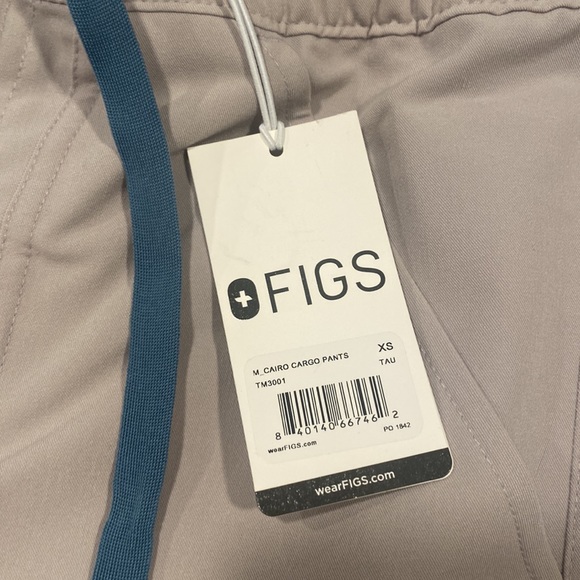 FIGS
M_CAIRO CARGO PANTS XS
TM3001 TAU
8 40140 66746 2
wearFIGS.com PO 1842
wearFIGS.com